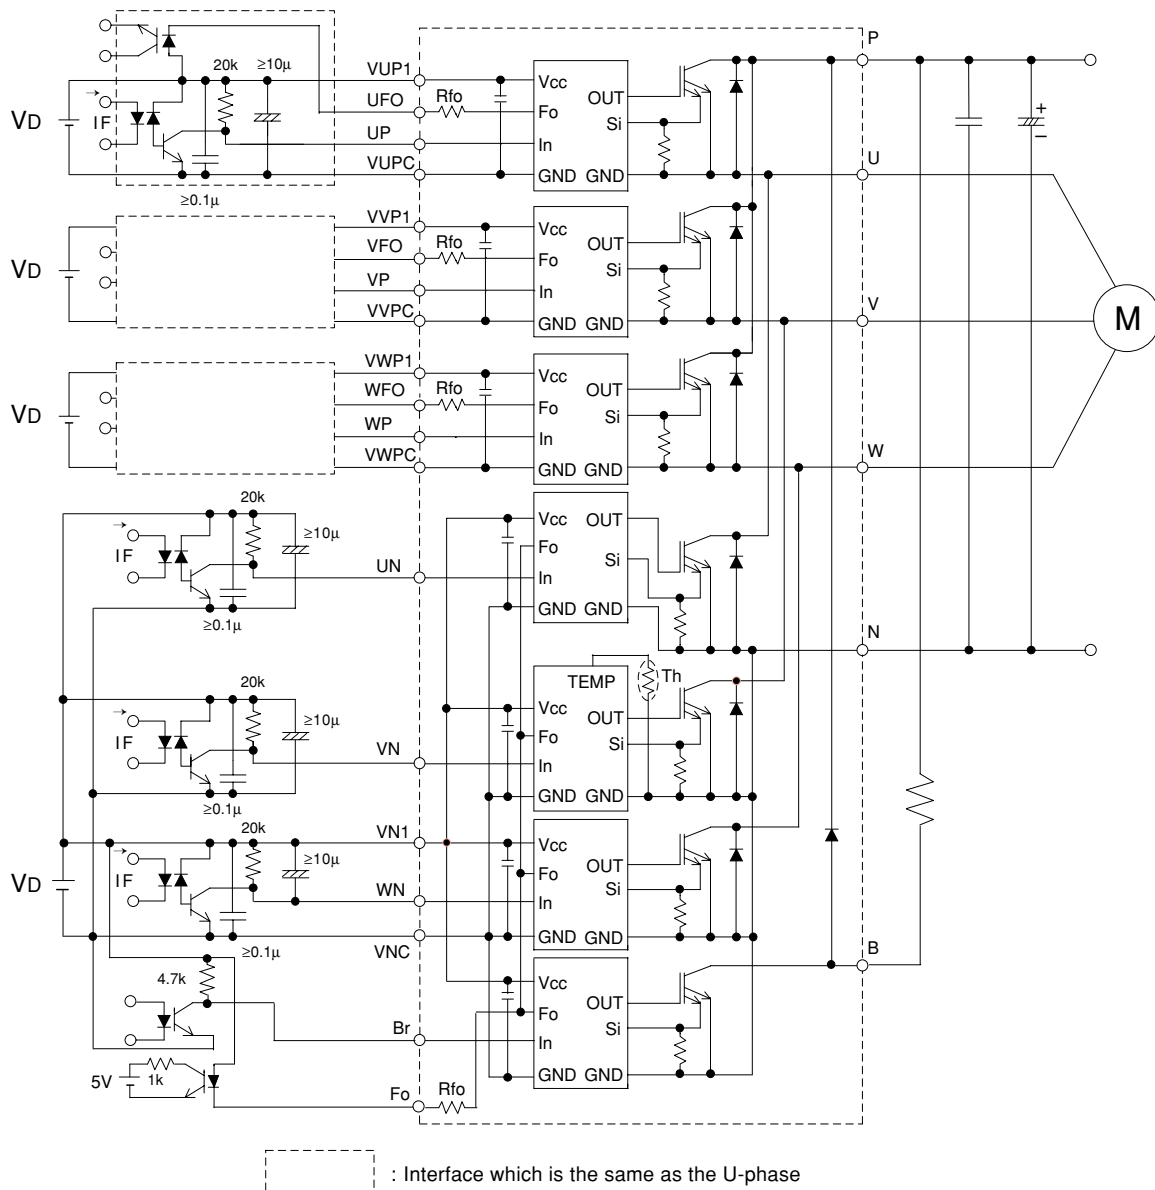 P
20k
≥10µ
VUP1
Vcc
UFO
Rfo
Fo
OUT
VD
IF
UP
In
Si
+
–
VUPC
GND GND
U
≥0.1µ
VVP1
Vcc
VFO
Rfo
Fo
OUT
VD
VP
In
Si
VVPC
GND GND
V
M
VWP1
Vcc
WFO
Rfo
Fo
OUT
VD
WP
In
Si
VWPC
GND GND
W
20k
Vcc
OUT
IF
≥10µ
Fo
Si
UN
In
GND GND
≥0.1µ
N
TEMP
Th
20k
Vcc
IF
≥10µ
OUT
Fo
Si
VN
In
GND GND
≥0.1µ
20k
VN1
Vcc
IF
≥10µ
OUT
Fo
Si
VD
WN
In
GND GND
VNC
≥0.1µ
B
4.7k
Vcc
OUT
Fo
Si
Br
In
5V
1k
GND GND
Fo
Rfo
: Interface which is the same as the U-phase